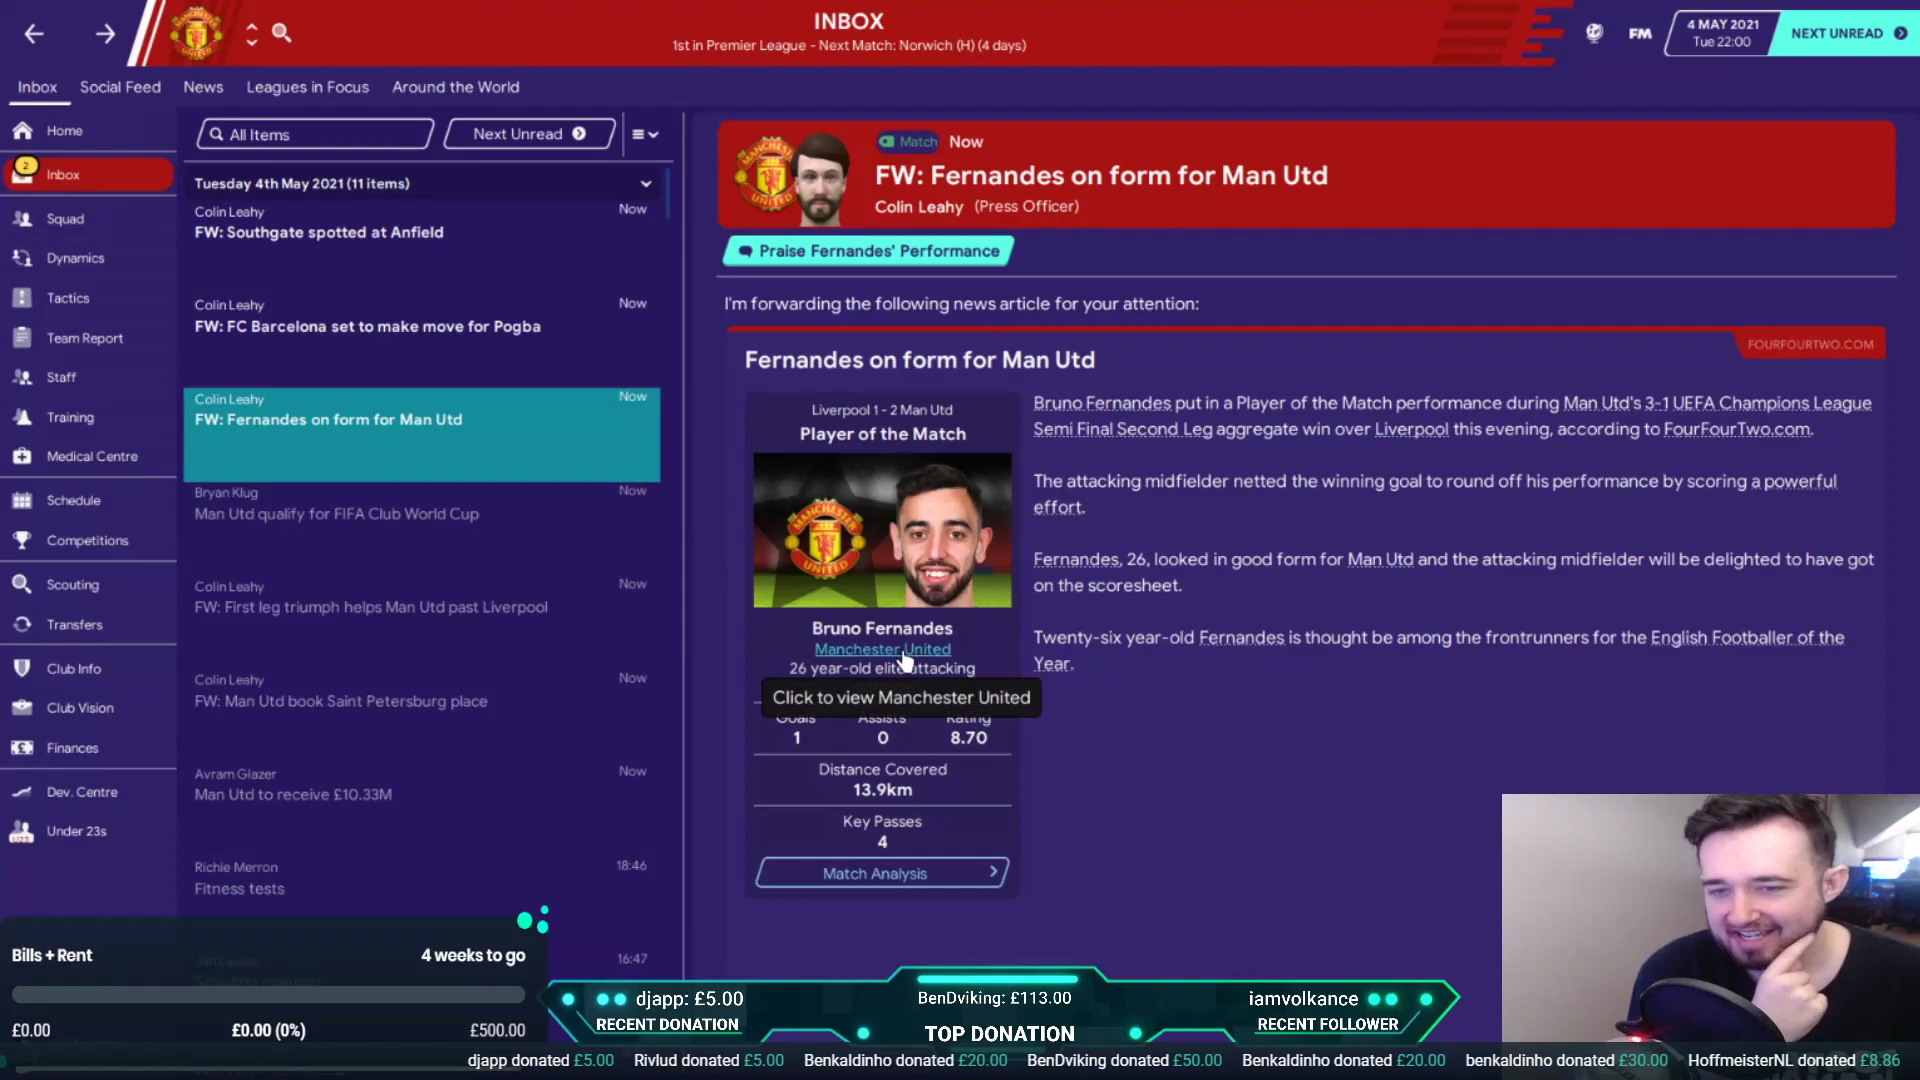 INBOX
1st in Premier League - Next Match: Norwich (H) (4 days)
FM
4 MAY 2021
Tue 22:00
NEXT UNREAD
Inbox
Social Feed
News
Leagues in Focus
Around the World
Home
2
Inbox
Squad
Dynamics
Tactics
Team Report
Staff
Training
Medical Centre
Schedule
Competitions
Scouting
Transfers
Club Info
Club Vision
Finances
Dev. Centre
Under 23s
All Items
Next Unread
Tuesday 4th May 2021 (11 items)
Colin Leahy
Now
FW: Southgate spotted at Anfield
Colin Leahy
Now
FW: FC Barcelona set to make move for Pogba
Colin Leahy
Now
FW: Fernandes on form for Man Utd
Bryan Klug
Now
Man Utd qualify for FIFA Club World Cup
Colin Leahy
Now
FW: First leg triumph helps Man Utd past Liverpool
Colin Leahy
Now
FW: Man Utd book Saint Petersburg place
Avram Glazer
Now
Man Utd to receive £10.33M
Richie Merron
18:46
Fitness tests
16:47
Match
Now
FW: Fernandes on form for Man Utd
Colin Leahy (Press Officer)
Praise Fernandes' Performance
I'm forwarding the following news article for your attention:
FOURFOURTWO.COM
Fernandes on form for Man Utd
Liverpool 1 - 2 Man Utd
Player of the Match
MANCHESTER
UNITED
Bruno Fernandes
Manchester United
26 year-old elite attacking
Click to view Manchester United
Goals
Assists
Rating
1
0
8.70
Distance Covered
13.9km
Key Passes
4
Match Analysis
Bruno Fernandes put in a Player of the Match performance during Man Utd's 3-1 UEFA Champions League
Semi Final Second Leg aggregate win over Liverpool this evening, according to FourFourTwo.com.
The attacking midfielder netted the winning goal to round off his performance by scoring a powerful
effort.
Fernandes, 26, looked in good form for Man Utd and the attacking midfielder will be delighted to have got
on the scoresheet.
Twenty-six year-old Fernandes is thought be among the frontrunners for the English Footballer of the
Year.
Bills + Rent
4 weeks to go
£0.00
£0.00 (0%)
£500.00
djapp: £5.00
RECENT DONATION
BenDviking: £113.00
TOP DONATION
iamvolkance
RECENT FOLLOWER
djapp donated £5.00 Rivlud donated £5.00 Benkaldinho donated £20.00 BenDviking donated £50.00 Benkaldinho donated £20.00 benkaldinho donated £30.00 HoffmeisterNL donated £8.86